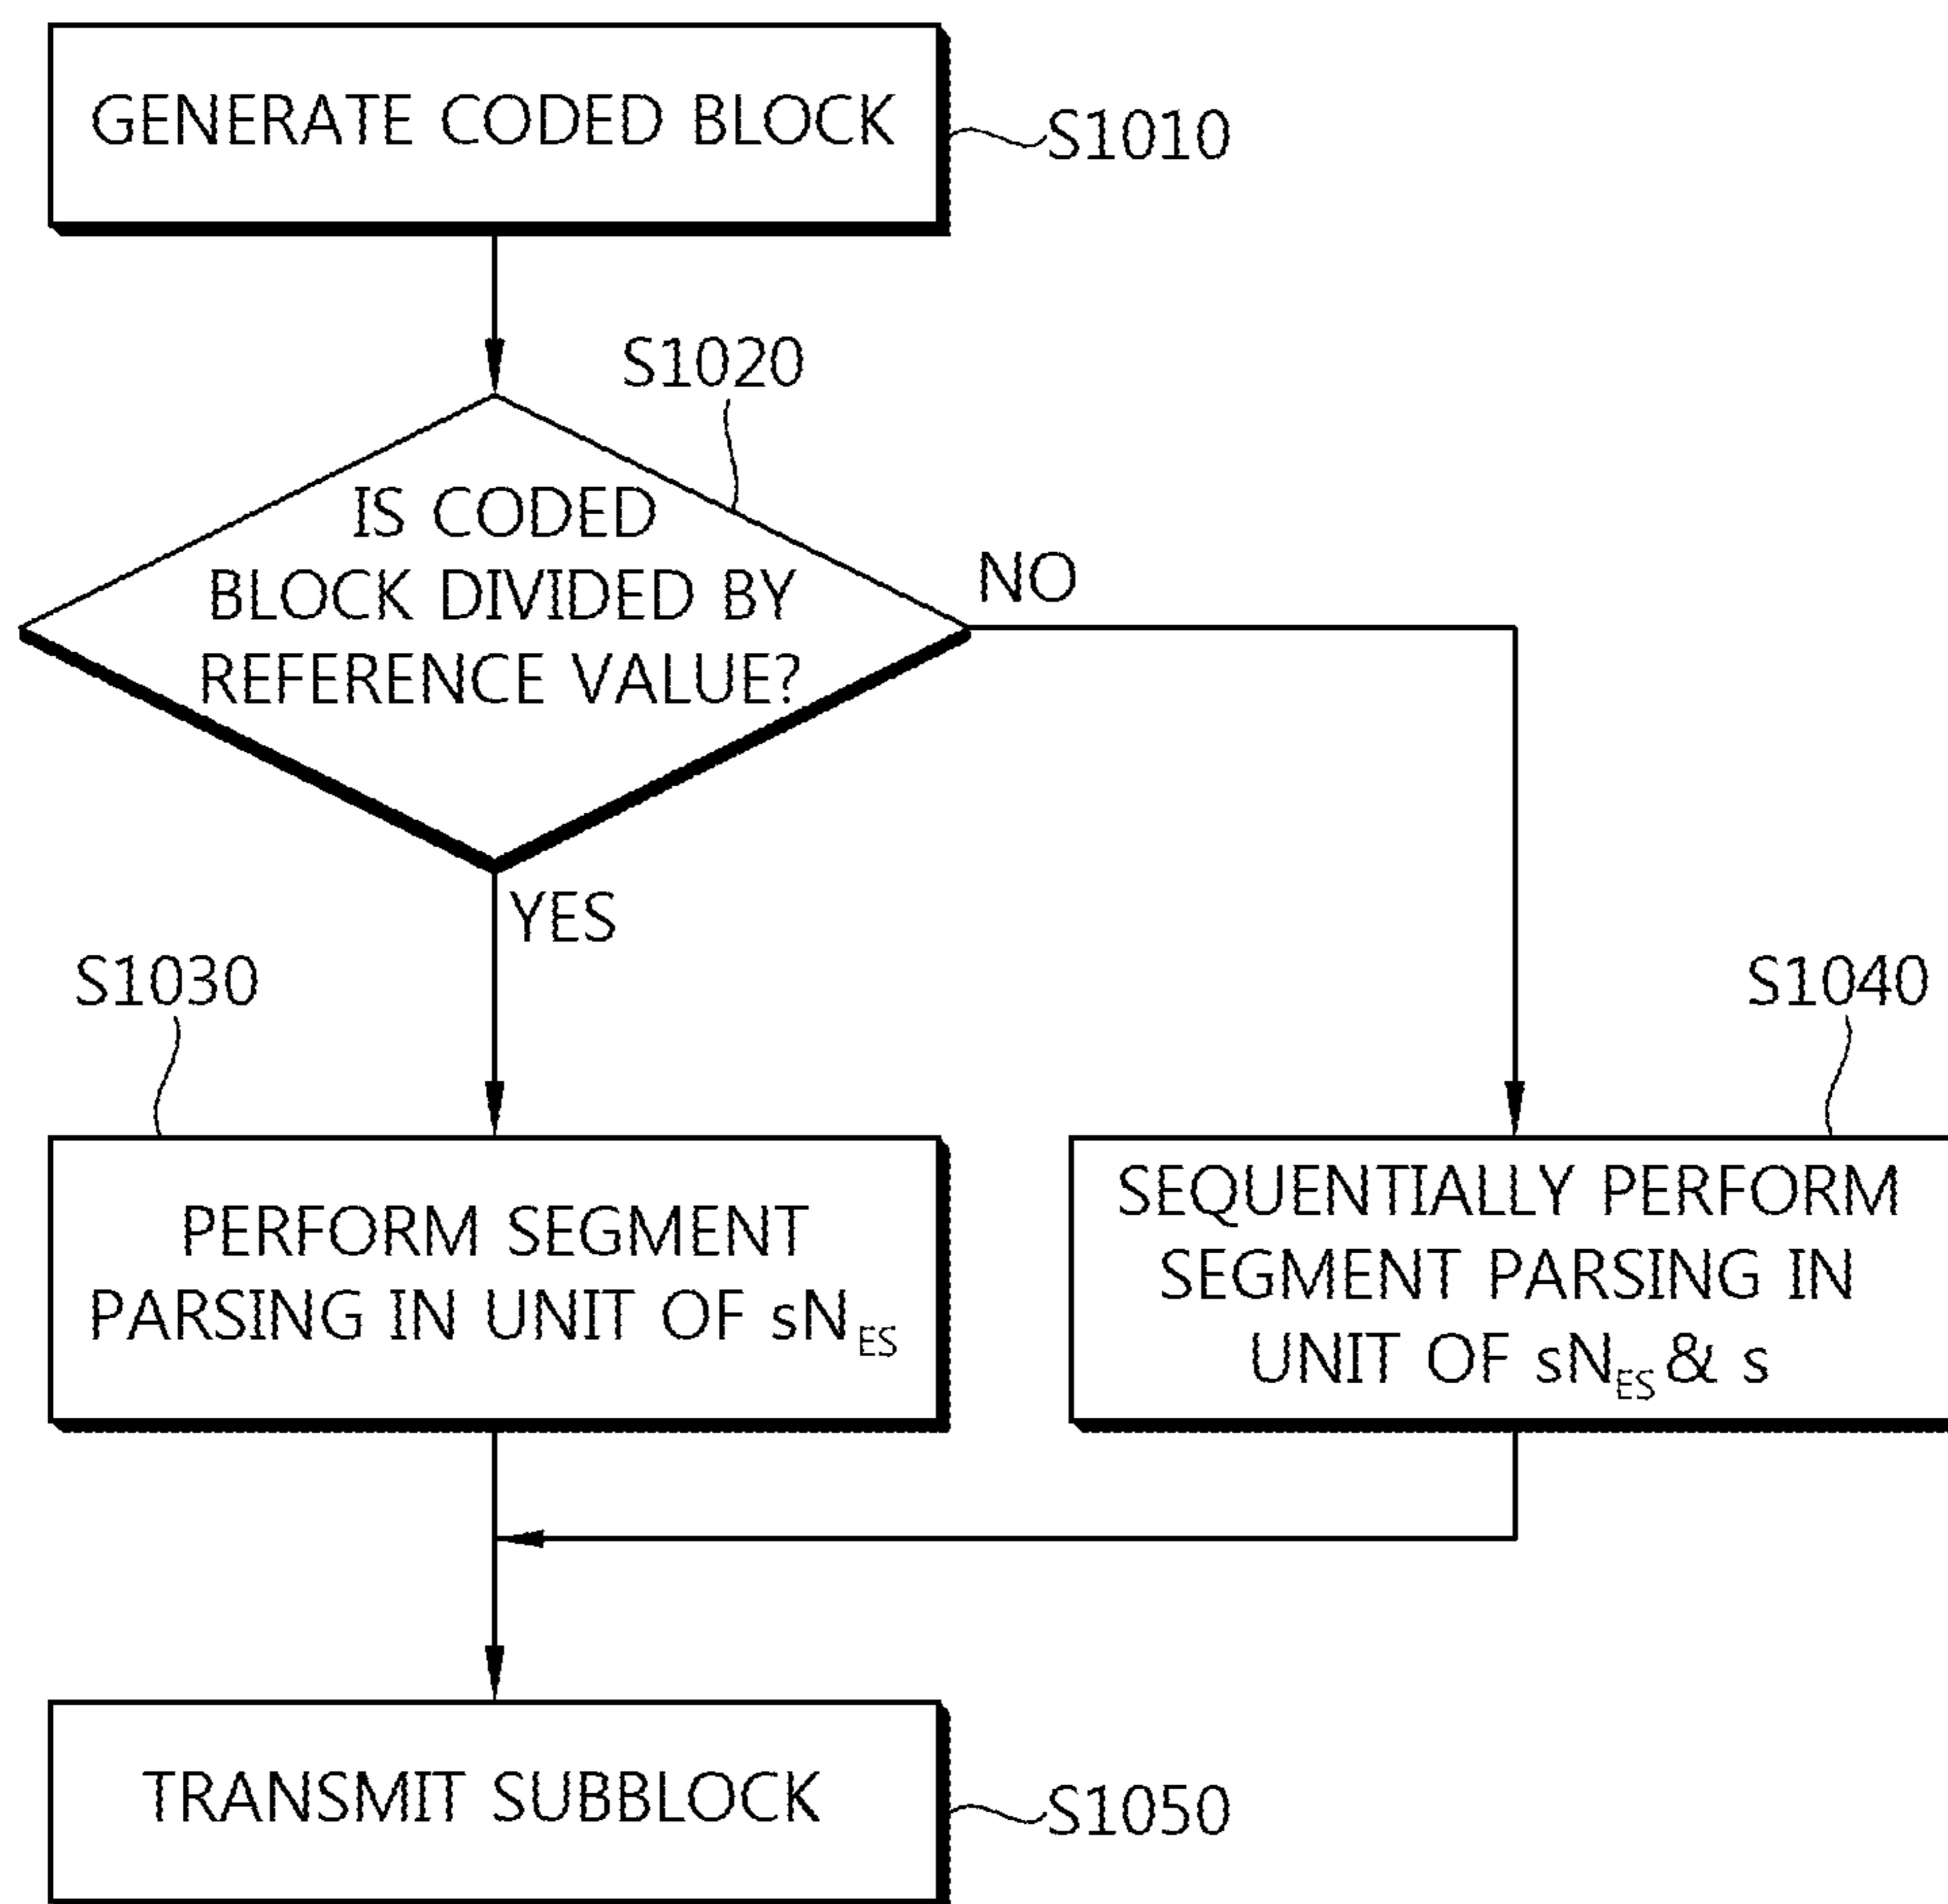 GENERATE CODED BLOCK
S1010
S1020
IS CODED
BLOCK DIVIDED BY
REFERENCE VALUE?
NO
YES
S1030
S1040
PERFORM SEGMENT
PARSING IN UNIT OF sNES
SEQUENTIALLY PERFORM
SEGMENT PARSING IN
UNIT OF sNES & s
TRANSMIT SUBBLOCK
S1050